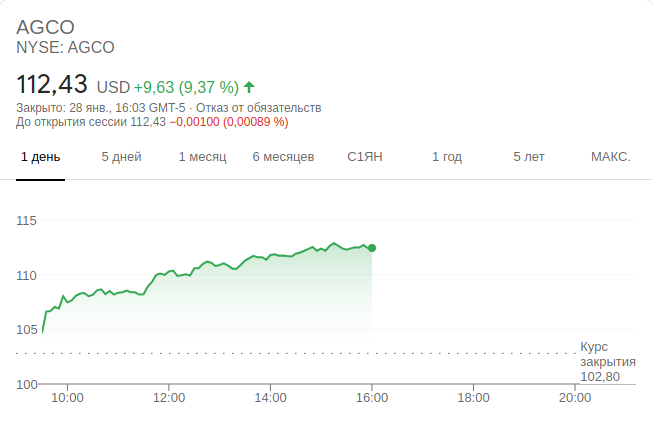 AGCO
NYSE: AGCO
112,43 USD +9,63 (9,37 %)
Закрыто: 28 янв., 16:03 GMT-5 · Отказ от обязательств
До открытия сессии 112,43 −0,00100 (0,00089 %)
1 день 5 дней 1 месяц 6 месяцев С1ЯН 1 год 5 лет МАКС.
115
110
105
Курс
закрытия
102,80
100
10:00 12:00 14:00 16:00 18:00 20:00